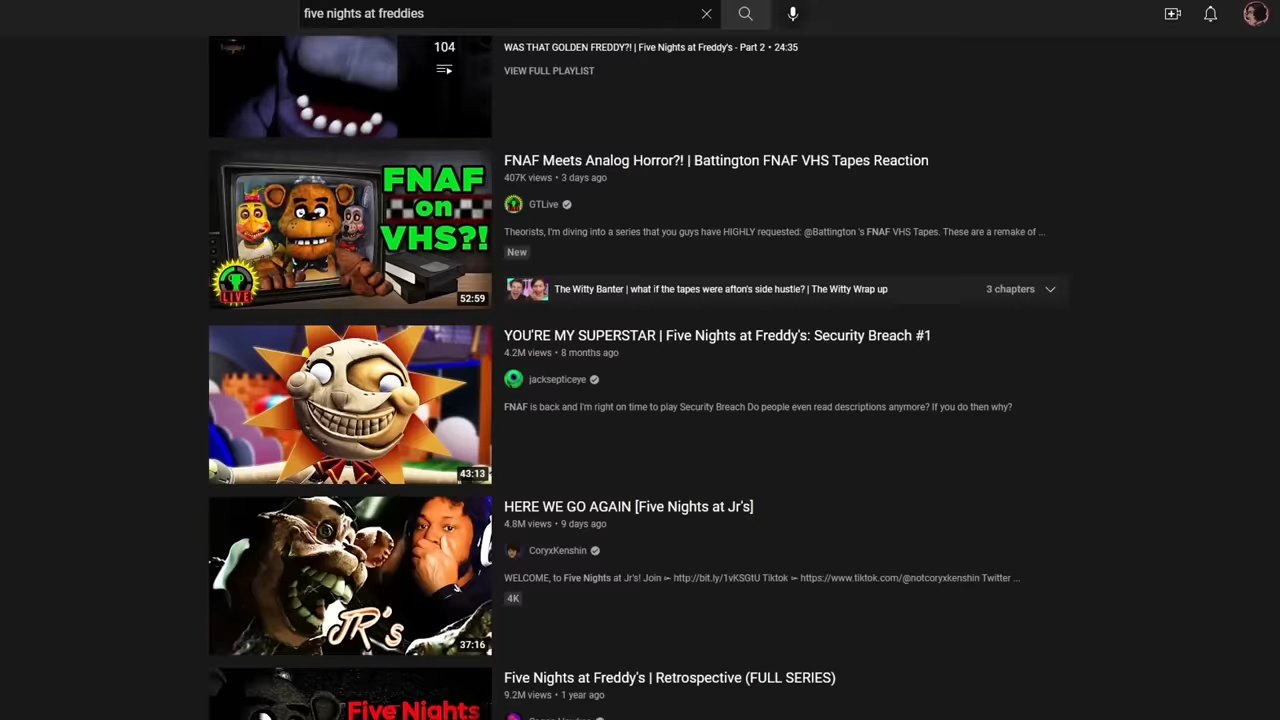 five nights at freddies
104
WAS THAT GOLDEN FREDDY?! | Five Nights at Freddy's - Part 2 • 24:35
VIEW FULL PLAYLIST
FNAF
on
VHS?!
LIVE
52:59
FNAF Meets Analog Horror?! | Battington FNAF VHS Tapes Reaction
407K views • 3 days ago
GTLive
Theorists, I'm diving into a series that you guys have HIGHLY requested: @Battington 's FNAF VHS Tapes. These are a remake of ...
New
The Witty Banter | what if the tapes were afton's side hustle? | The Witty Wrap up
3 chapters
43:13
YOU'RE MY SUPERSTAR | Five Nights at Freddy's: Security Breach #1
4.2M views • 8 months ago
jacksepticeye
FNAF is back and I'm right on time to play Security Breach Do people even read descriptions anymore? If you do then why?
JR's
37:16
HERE WE GO AGAIN [Five Nights at Jr's]
4.8M views • 9 days ago
CoryxKenshin
WELCOME, to Five Nights at Jr's! Join ➣ http://bit.ly/1vKSGtU Tiktok ➣ https://www.tiktok.com/@notcoryxkenshin Twitter ...
4K
Five Nights
Five Nights at Freddy's | Retrospective (FULL SERIES)
9.2M views • 1 year ago